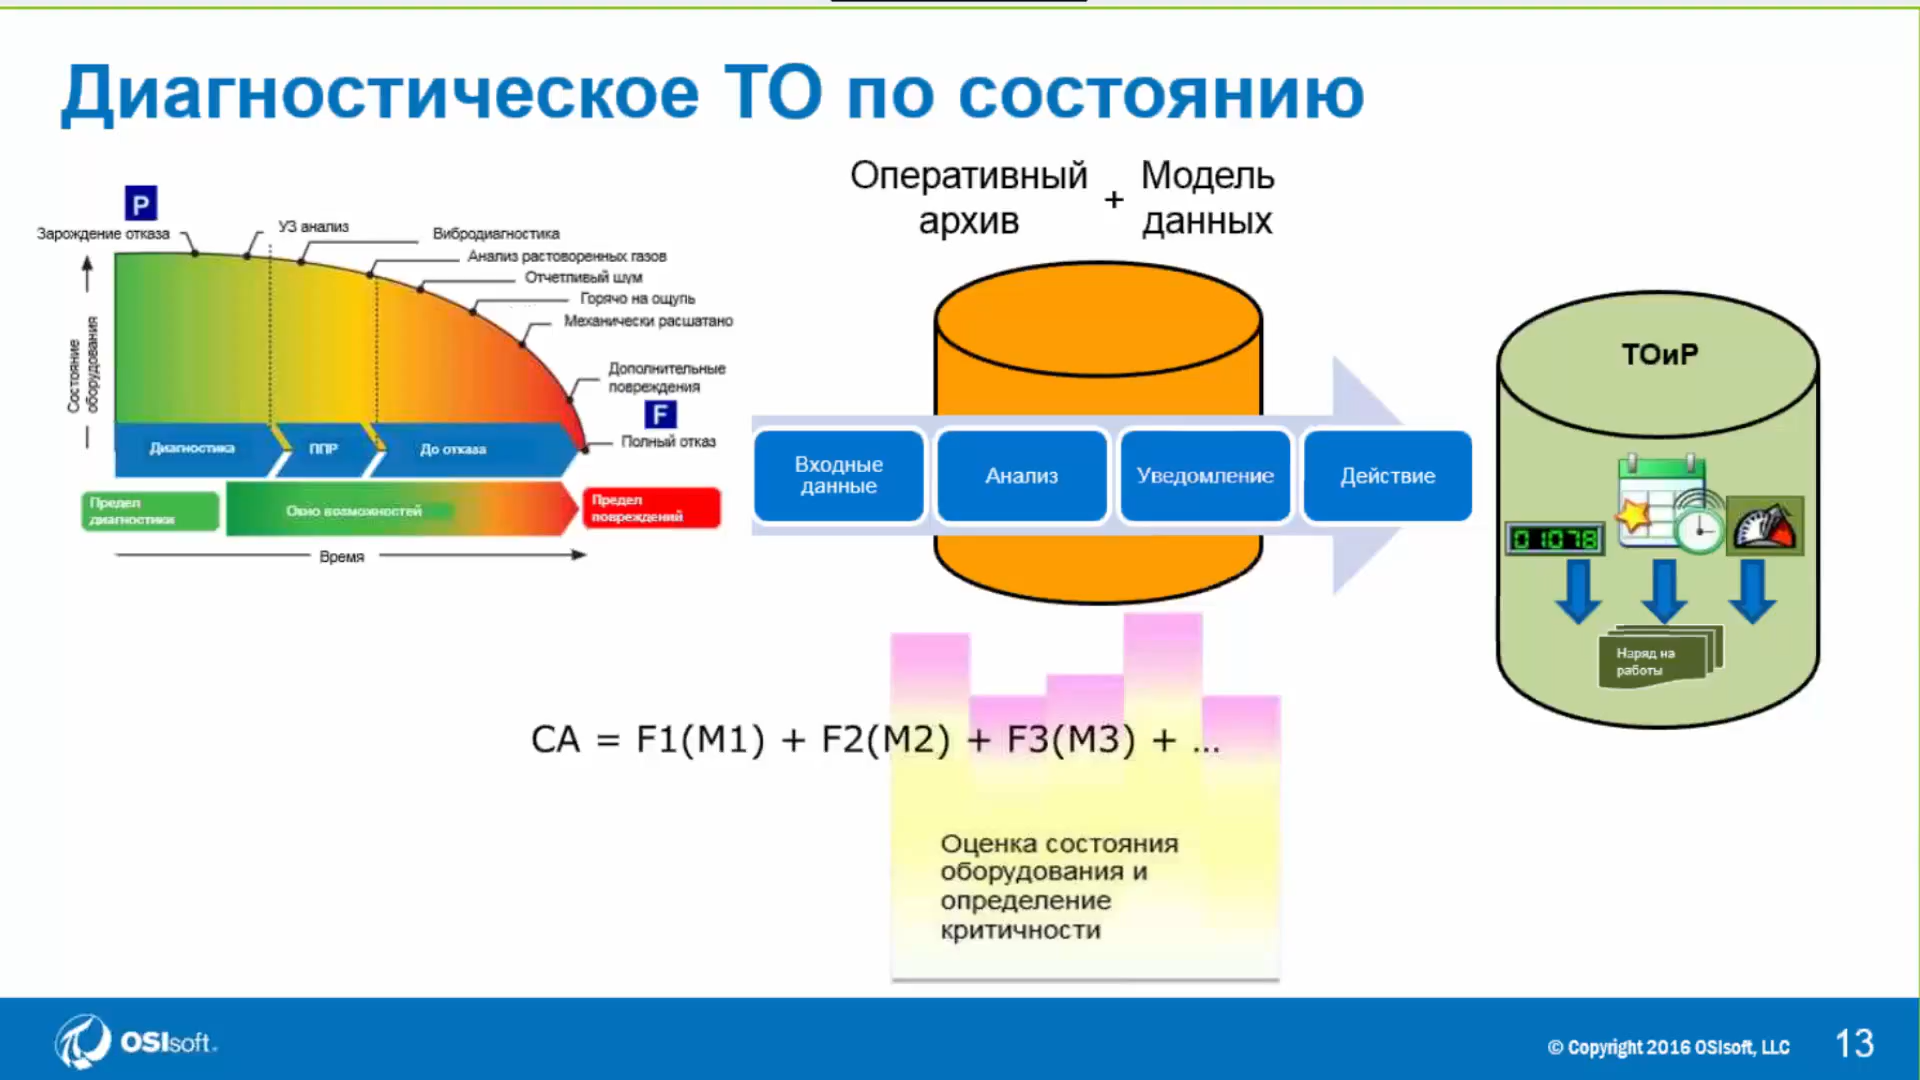 Диагностическое ТО по состоянию
P
Зарождение отказа
УЗ анализ
Вибродиагностика
Анализ растворенных газов
Отчетливый шум
Горячо на ощупь
Механически расшатано
Дополнительные
повреждения
F
Полный отказ
Состояние
оборудования
Диагностика
ППР
До отказа
Предел
диагностики
Окно возможностей
Предел
повреждений
Время
Оперативный
архив
+
Модель
данных
Входные
данные
Анализ
Уведомление
Действие
ТОиР
01078
Наряд на
работы
CA = F1(M1) + F2(M2) + F3(M3) + ...
Оценка состояния
оборудования и
определение
критичности
OSIsoft.
© Copyright 2016 OSIsoft, LLC
13